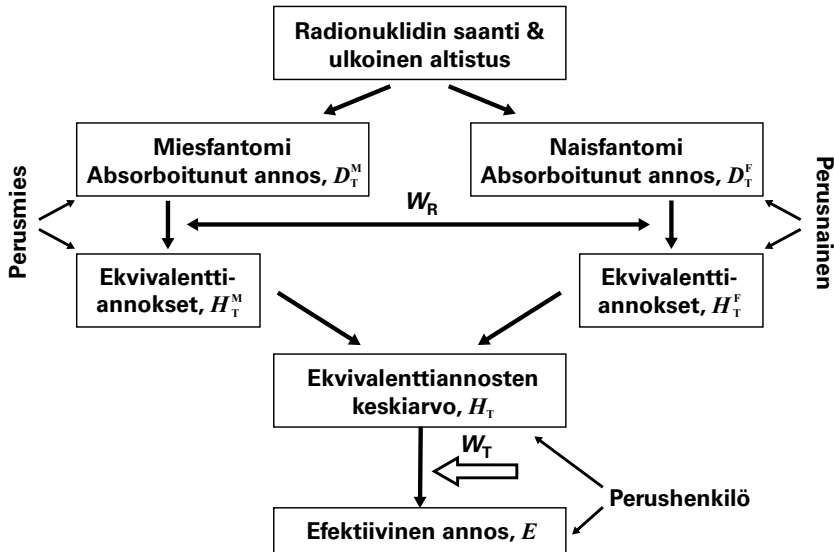 Radionuklidin saanti &
ulkoinen altistus
Miesfantomi
Absorboitunut annos, D_T^M
Naisfantomi
Absorboitunut annos, D_T^F
Perusmies
W_R
Perusnainen
Ekvivalentti-
annokset, H_T^M
Ekvivalentti-
annokset, H_T^F
Ekvivalenttiannosten
keskiarvo, H_T
W_T
Perushenkilö
Efektiivinen annos, E